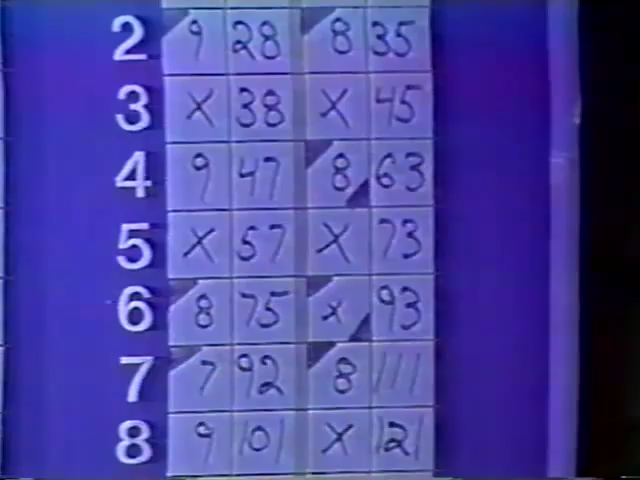 2 9 28 8 35
3 X 38 X 45
4 9 47 8 63
5 X 57 X 73
6 8 75 X 93
7 7 92 8 111
8 9 101 X 121